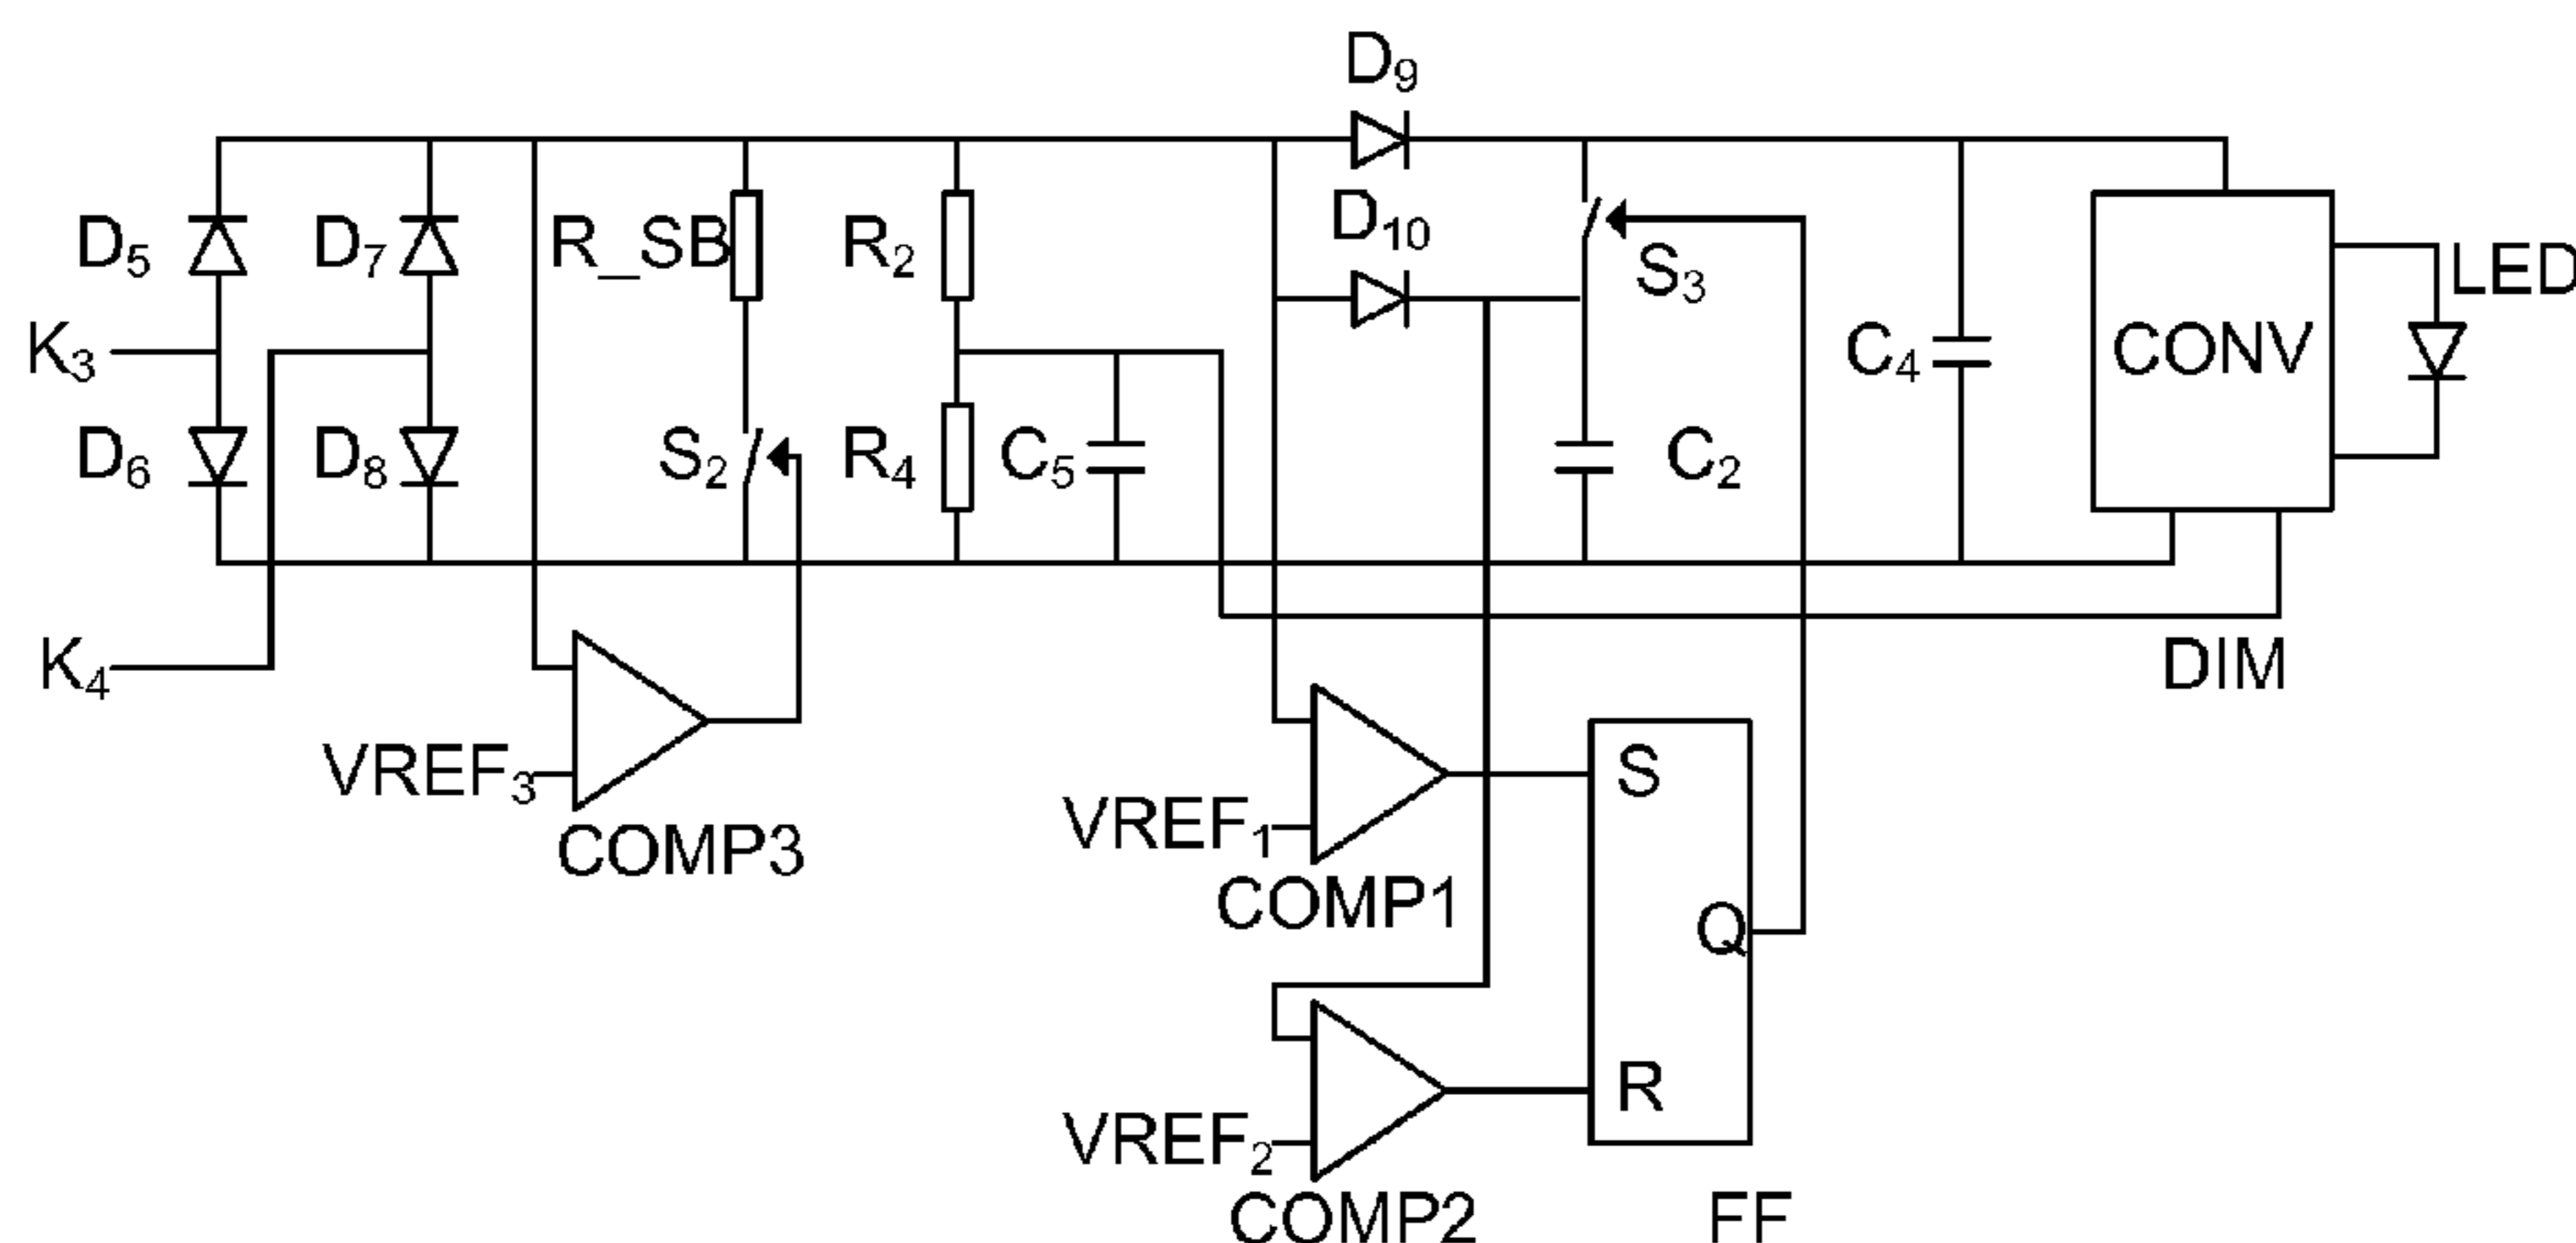 D9
D10
D5
D7
R_SB
R2
S3
LED
K3
C4
CONV
D6
D8
S2
R4
C5
C2
K4
DIM
VREF3
COMP3
S
VREF1
COMP1
Q
R
VREF2
COMP2
FF